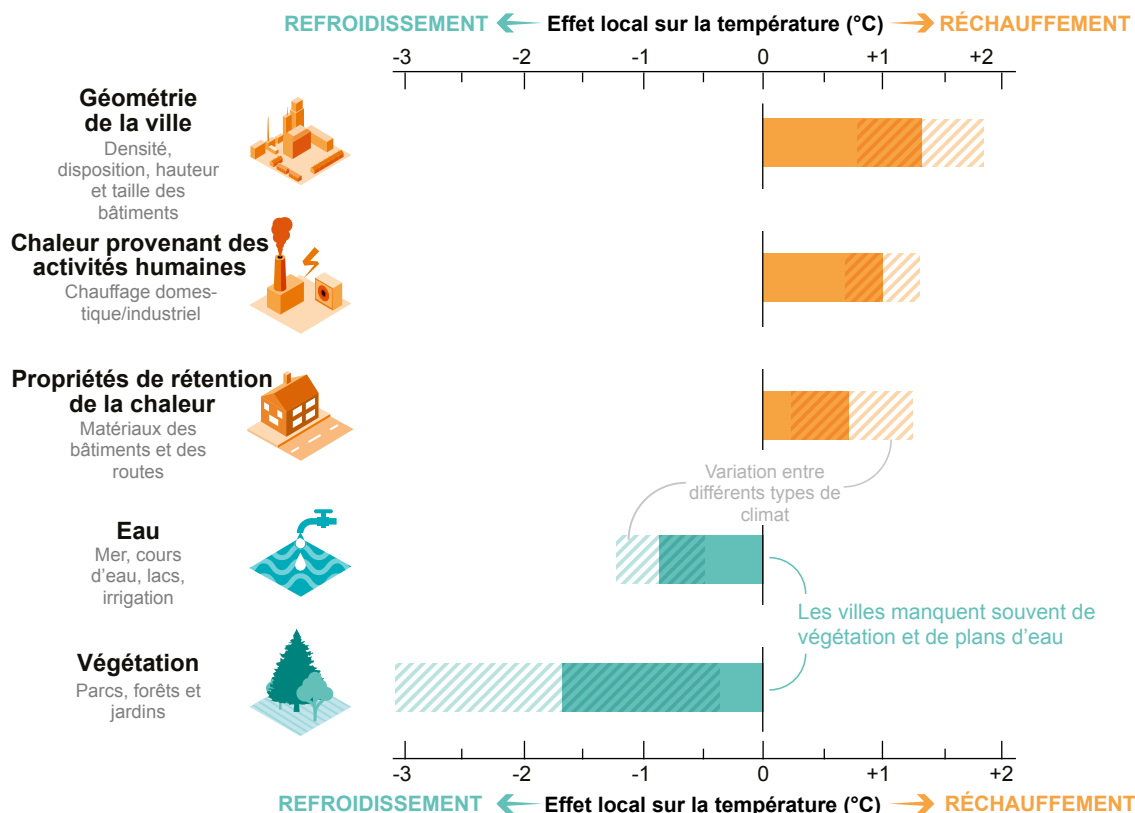 REFROIDISSEMENT Effet local sur la température (°C) RÉCHAUFFEMENT
-3 -2 -1 0 +1 +2
Géométrie
de la ville
Densité,
disposition, hauteur
et taille des
bâtiments
Chaleur provenant des
activités humaines
Chauffage domes-
tique/industriel
Propriétés de rétention
de la chaleur
Matériaux des
bâtiments et des
routes
Variation entre
différents types de
climat
Eau
Mer, cours
d’eau, lacs,
irrigation
Les villes manquent souvent de
végétation et de plans d’eau
Végétation
Parcs, forêts et
jardins
-3 -2 -1 0 +1 +2
REFROIDISSEMENT Effet local sur la température (°C) RÉCHAUFFEMENT